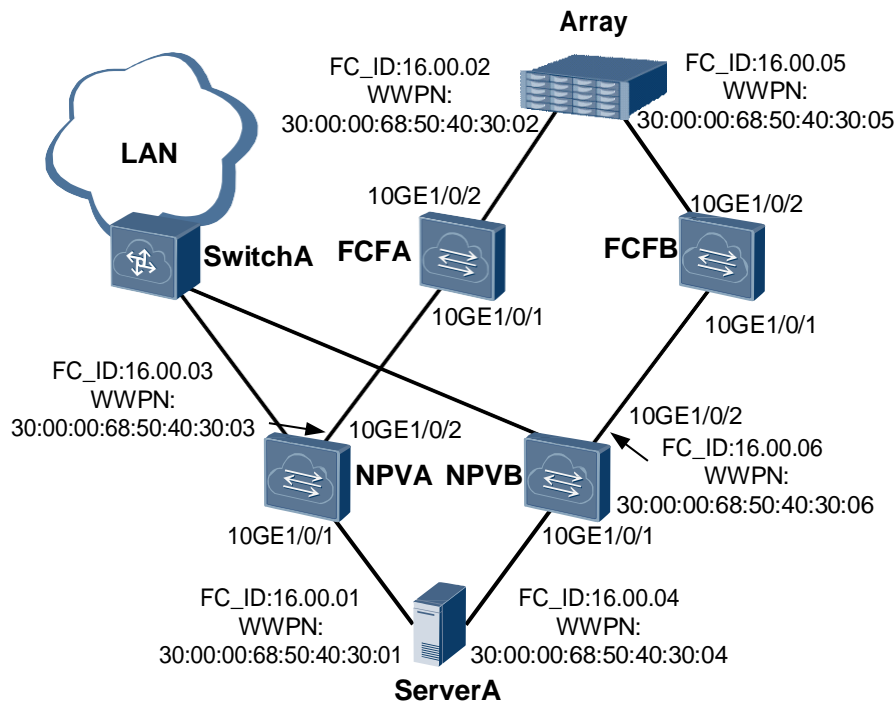 Array
FC_ID:16.00.02
WWPN:
30:00:00:68:50:40:30:02
FC_ID:16.00.05
WWPN:
30:00:00:68:50:40:30:05
LAN
10GE1/0/2
10GE1/0/2
SwitchA
FCFA
FCFB
10GE1/0/1
10GE1/0/1
FC_ID:16.00.03
WWPN:
30:00:00:68:50:40:30:03
10GE1/0/2
10GE1/0/2
FC_ID:16.00.06
WWPN:
30:00:00:68:50:40:30:06
NPVA
NPVB
10GE1/0/1
10GE1/0/1
FC_ID:16.00.01
WWPN:
30:00:00:68:50:40:30:01
FC_ID:16.00.04
WWPN:
30:00:00:68:50:40:30:04
ServerA